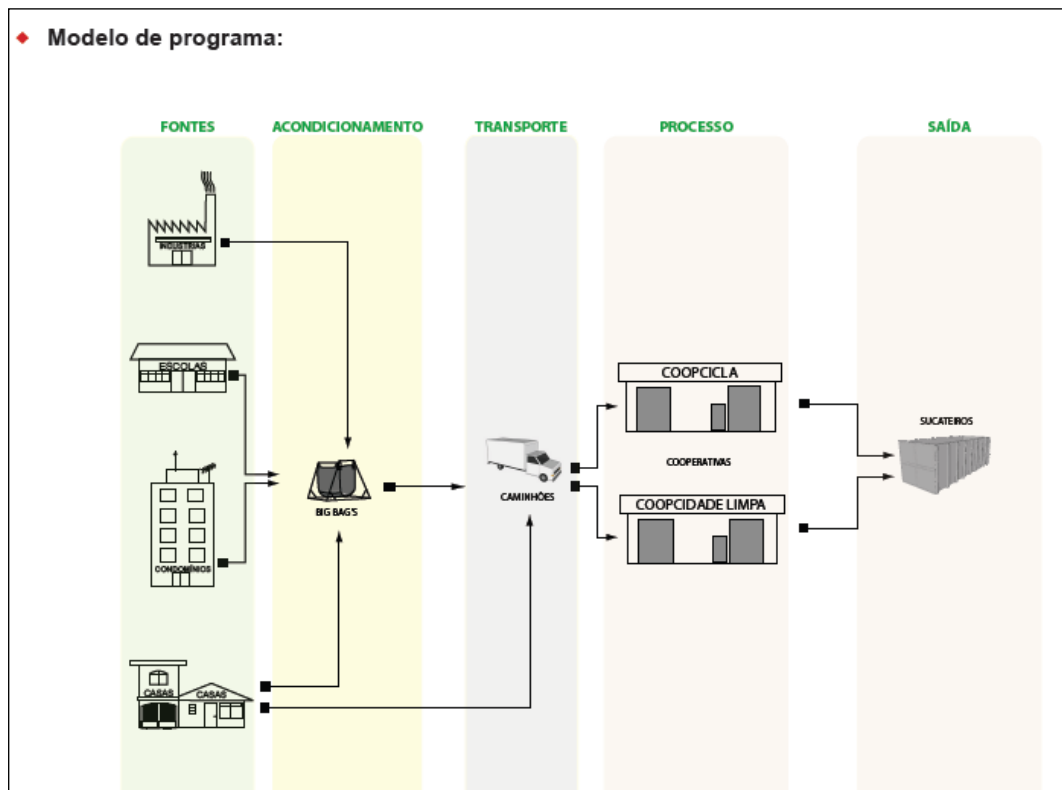 Modelo de programa:
FONTES
ACONDICIONAMENTO
TRANSPORTE
PROCESSO
SAÍDA
INDUSTRIAS
ESCOLAS
CONDOMÍNIOS
CASAS
CASAS
BIG BAG'S
CAMINHÕES
COOPCICLA
COOPERATIVAS
COOPCIDADE LIMPA
SUCATEIROS